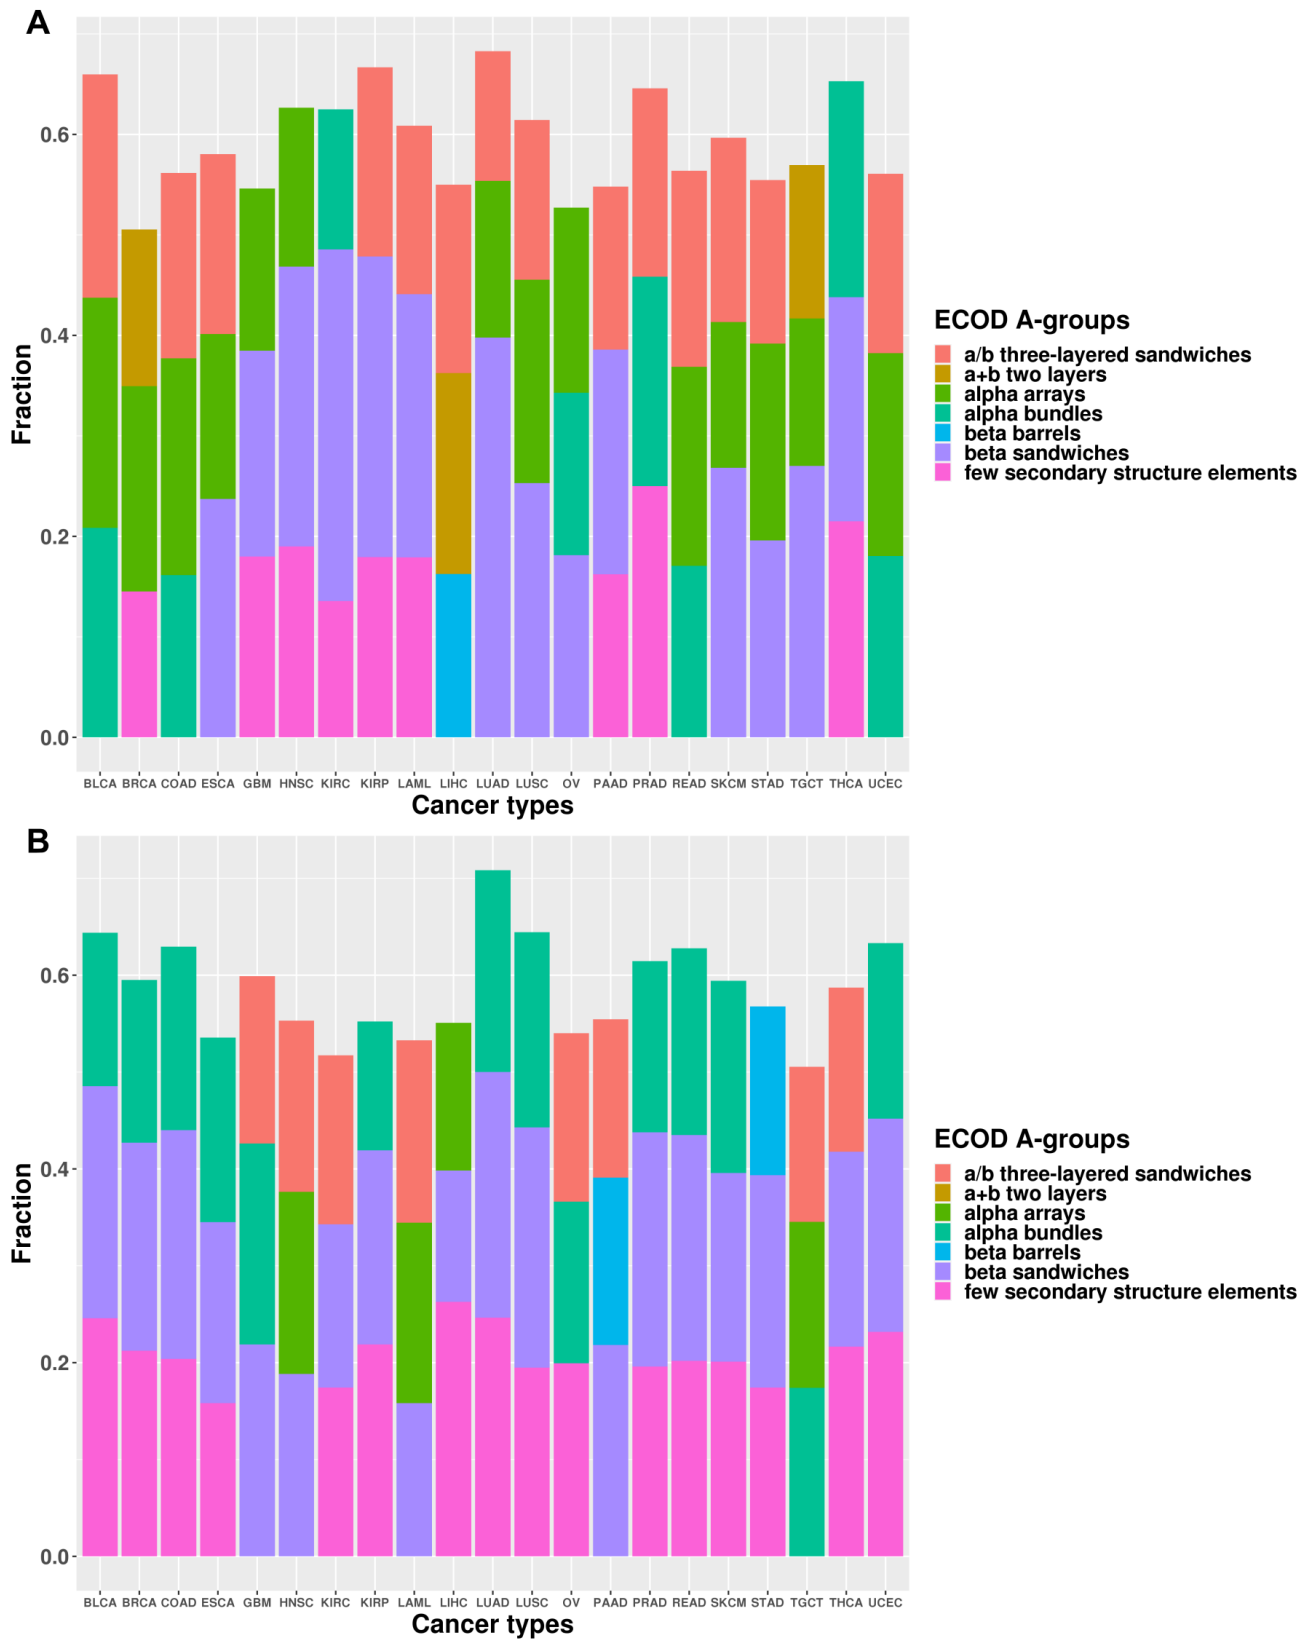 A
Fraction
0.6
0.4
0.2
0.0
BLCA BRCA COAD ESCA GBM HNSC KIRC KIRP LAML LIHC LUAD LUSC OV PAAD PRAD READ SKCM STAD TGCT THCA UCEC
Cancer types
ECOD A-groups
a/b three-layered sandwiches
a+b two layers
alpha arrays
alpha bundles
beta barrels
beta sandwiches
few secondary structure elements
B
Fraction
0.6
0.4
0.2
0.0
BLCA BRCA COAD ESCA GBM HNSC KIRC KIRP LAML LIHC LUAD LUSC OV PAAD PRAD READ SKCM STAD TGCT THCA UCEC
Cancer types
ECOD A-groups
a/b three-layered sandwiches
a+b two layers
alpha arrays
alpha bundles
beta barrels
beta sandwiches
few secondary structure elements